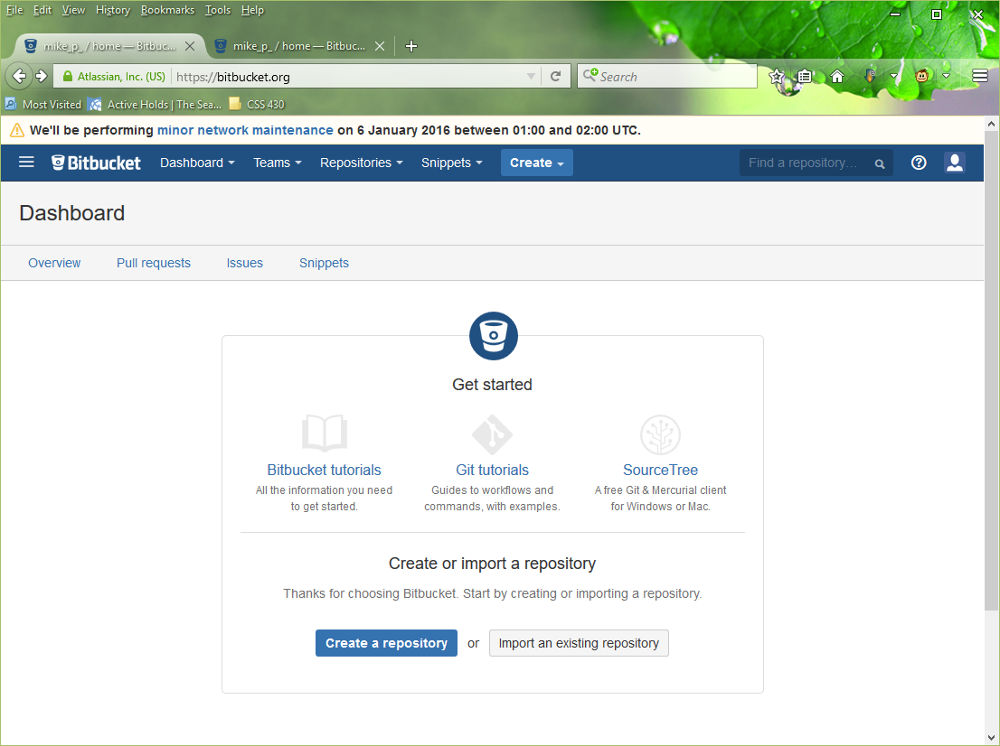 File Edit View History Bookmarks Tools Help
mike_p_ / home — Bitbuc... mike_p_ / home — Bitbuc...
Atlassian, Inc. (US) https://bitbucket.org Search
Most Visited Active Holds | The Sea... CSS 430
We'll be performing minor network maintenance on 6 January 2016 between 01:00 and 02:00 UTC.
Bitbucket Dashboard Teams Repositories Snippets Create Find a repository...
Dashboard
Overview Pull requests Issues Snippets
Get started
Bitbucket tutorials Git tutorials SourceTree
All the information you need Guides to workflows and A free Git & Mercurial client
to get started. commands, with examples. for Windows or Mac.
Create or import a repository
Thanks for choosing Bitbucket. Start by creating or importing a repository.
Create a repository or Import an existing repository